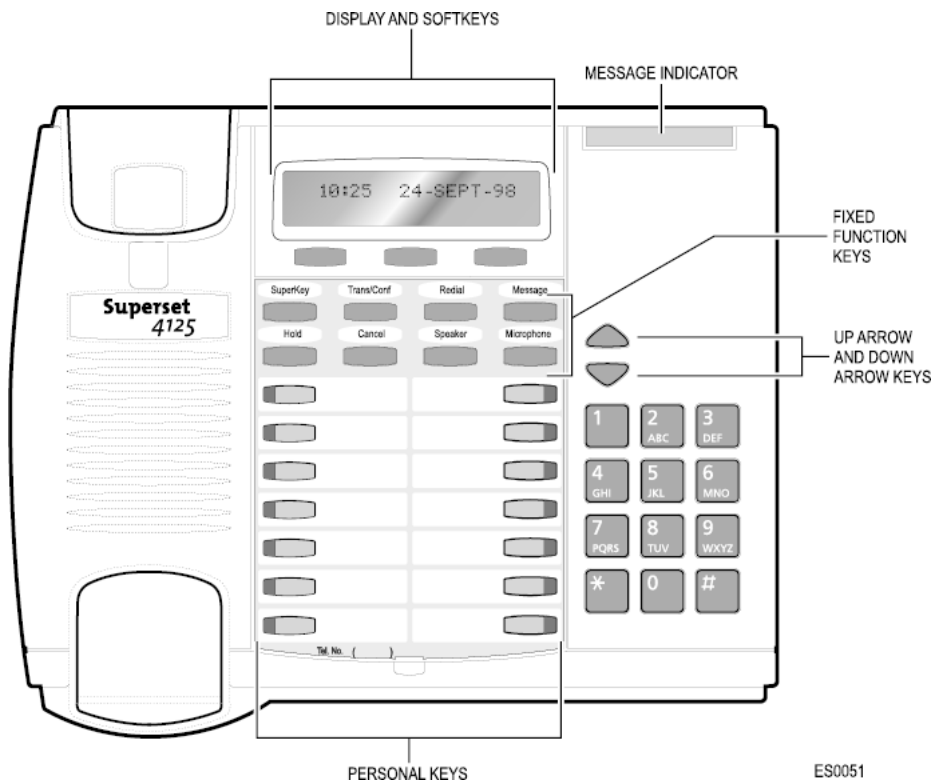 DISPLAY AND SOFTKEYS
MESSAGE INDICATOR
10:25 24-SEPT-98
FIXED
FUNCTION
KEYS
SuperKey Trans/Conf Redial Message
Superset
4125
Hold Cancel Speaker Microphone
UP ARROW
AND DOWN
ARROW KEYS
1 2 3
ABC DEF
4 5 6
GHI JKL MNO
7 8 9
PQRS TUV WXYZ
* 0 #
Tel. No. ( )
PERSONAL KEYS
ES0051